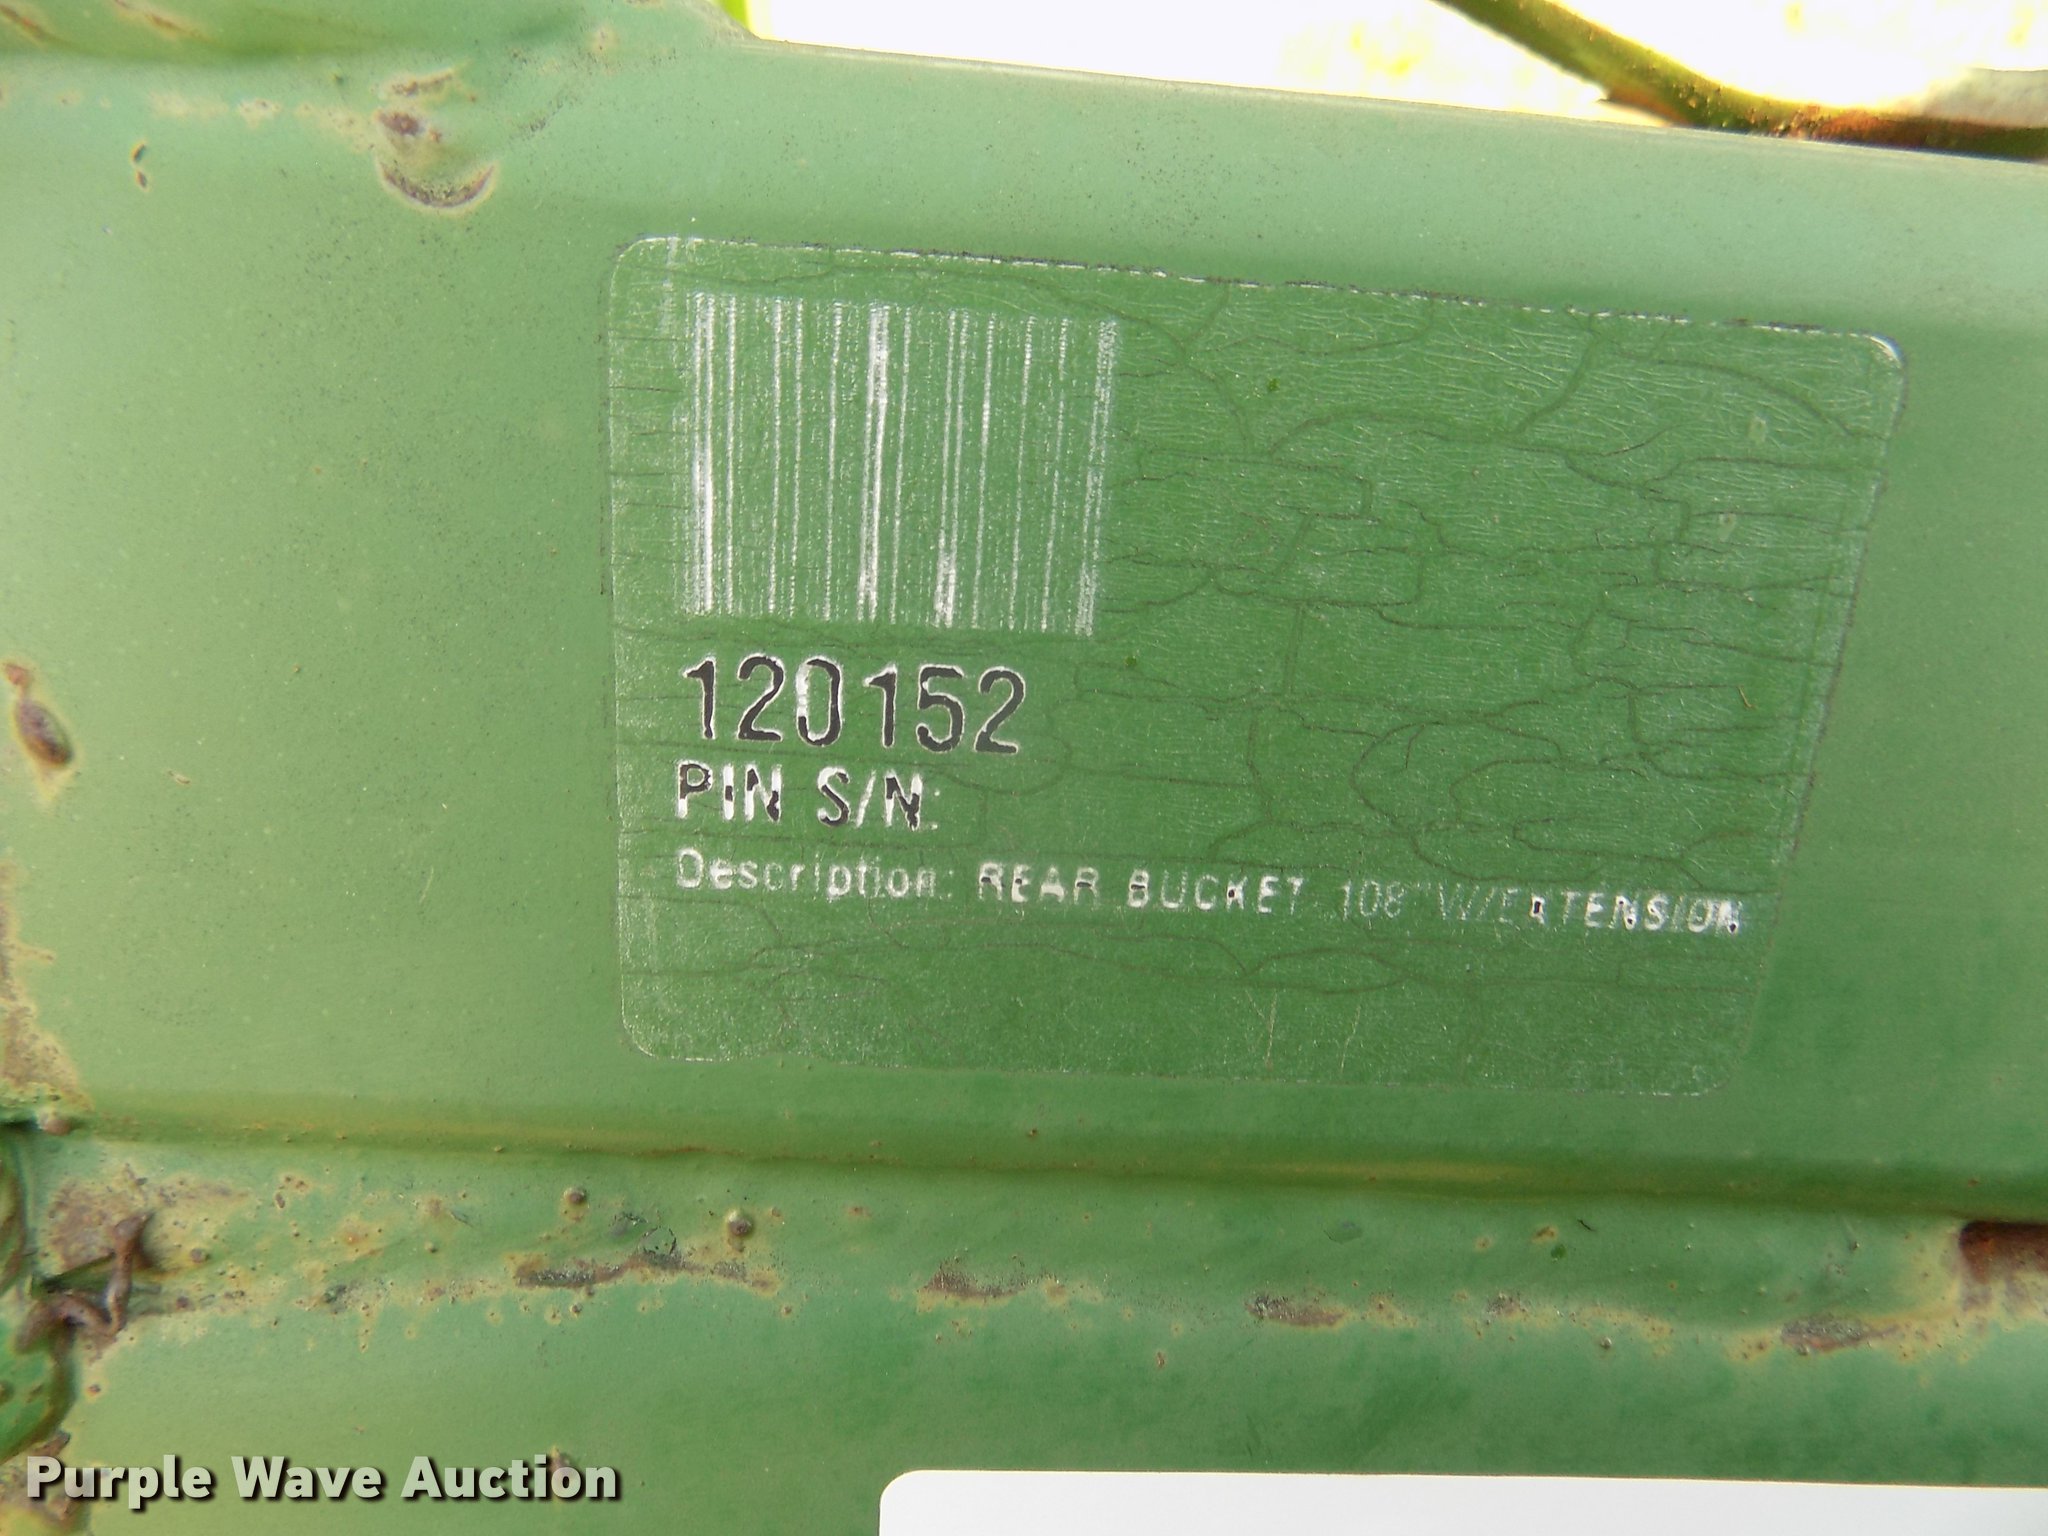 120152
PIN S/N:
Description: REAR BUCKET 108" W/EXTENSION
Purple Wave Auction